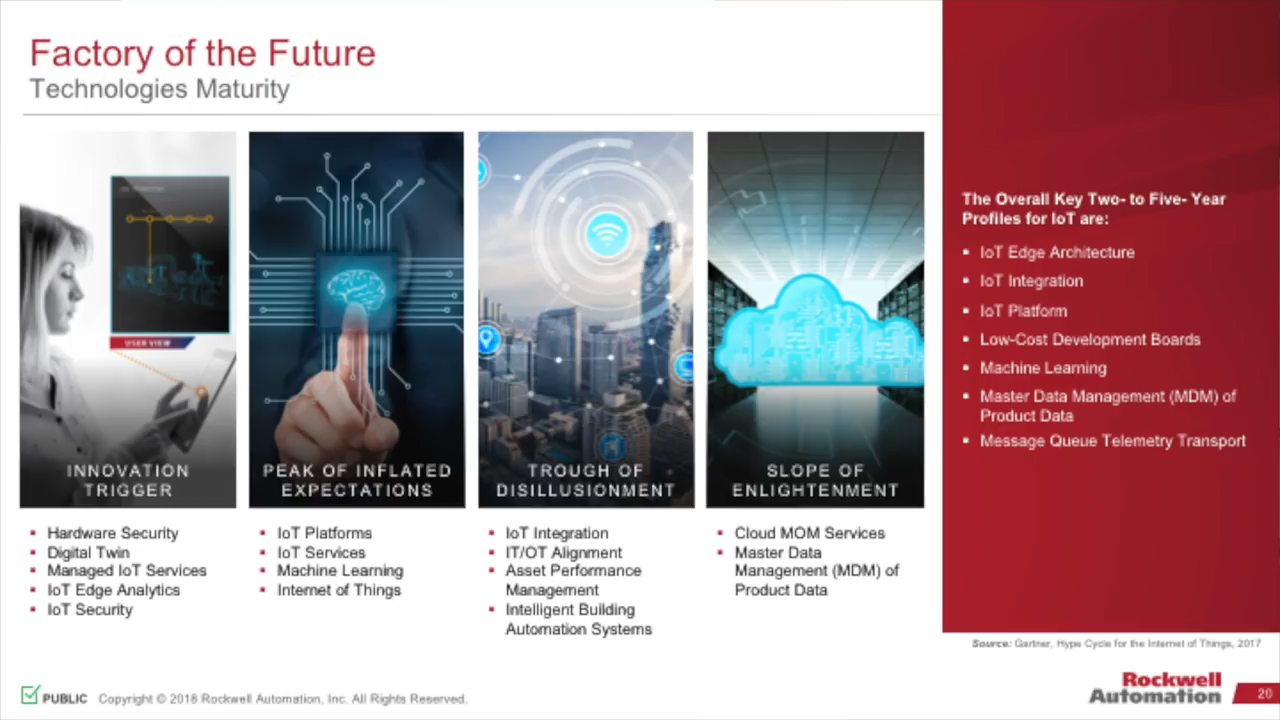 Factory of the Future
Technologies Maturity
USER VIEW
INNOVATION
TRIGGER
PEAK OF INFLATED
EXPECTATIONS
TROUGH OF
DISILLUSIONMENT
SLOPE OF
ENLIGHTENMENT
▪ Hardware Security
▪ Digital Twin
▪ Managed IoT Services
▪ IoT Edge Analytics
▪ IoT Security
▪ IoT Platforms
▪ IoT Services
▪ Machine Learning
▪ Internet of Things
▪ IoT Integration
▪ IT/OT Alignment
▪ Asset Performance
Management
▪ Intelligent Building
Automation Systems
▪ Cloud MOM Services
▪ Master Data
Management (MDM) of
Product Data
The Overall Key Two- to Five- Year
Profiles for IoT are:
▪ IoT Edge Architecture
▪ IoT Integration
▪ IoT Platform
▪ Low-Cost Development Boards
▪ Machine Learning
▪ Master Data Management (MDM) of
Product Data
▪ Message Queue Telemetry Transport
Source: Gartner, Hype Cycle for the Internet of Things, 2017
PUBLIC Copyright © 2018 Rockwell Automation, Inc. All Rights Reserved.
Rockwell
Automation
20